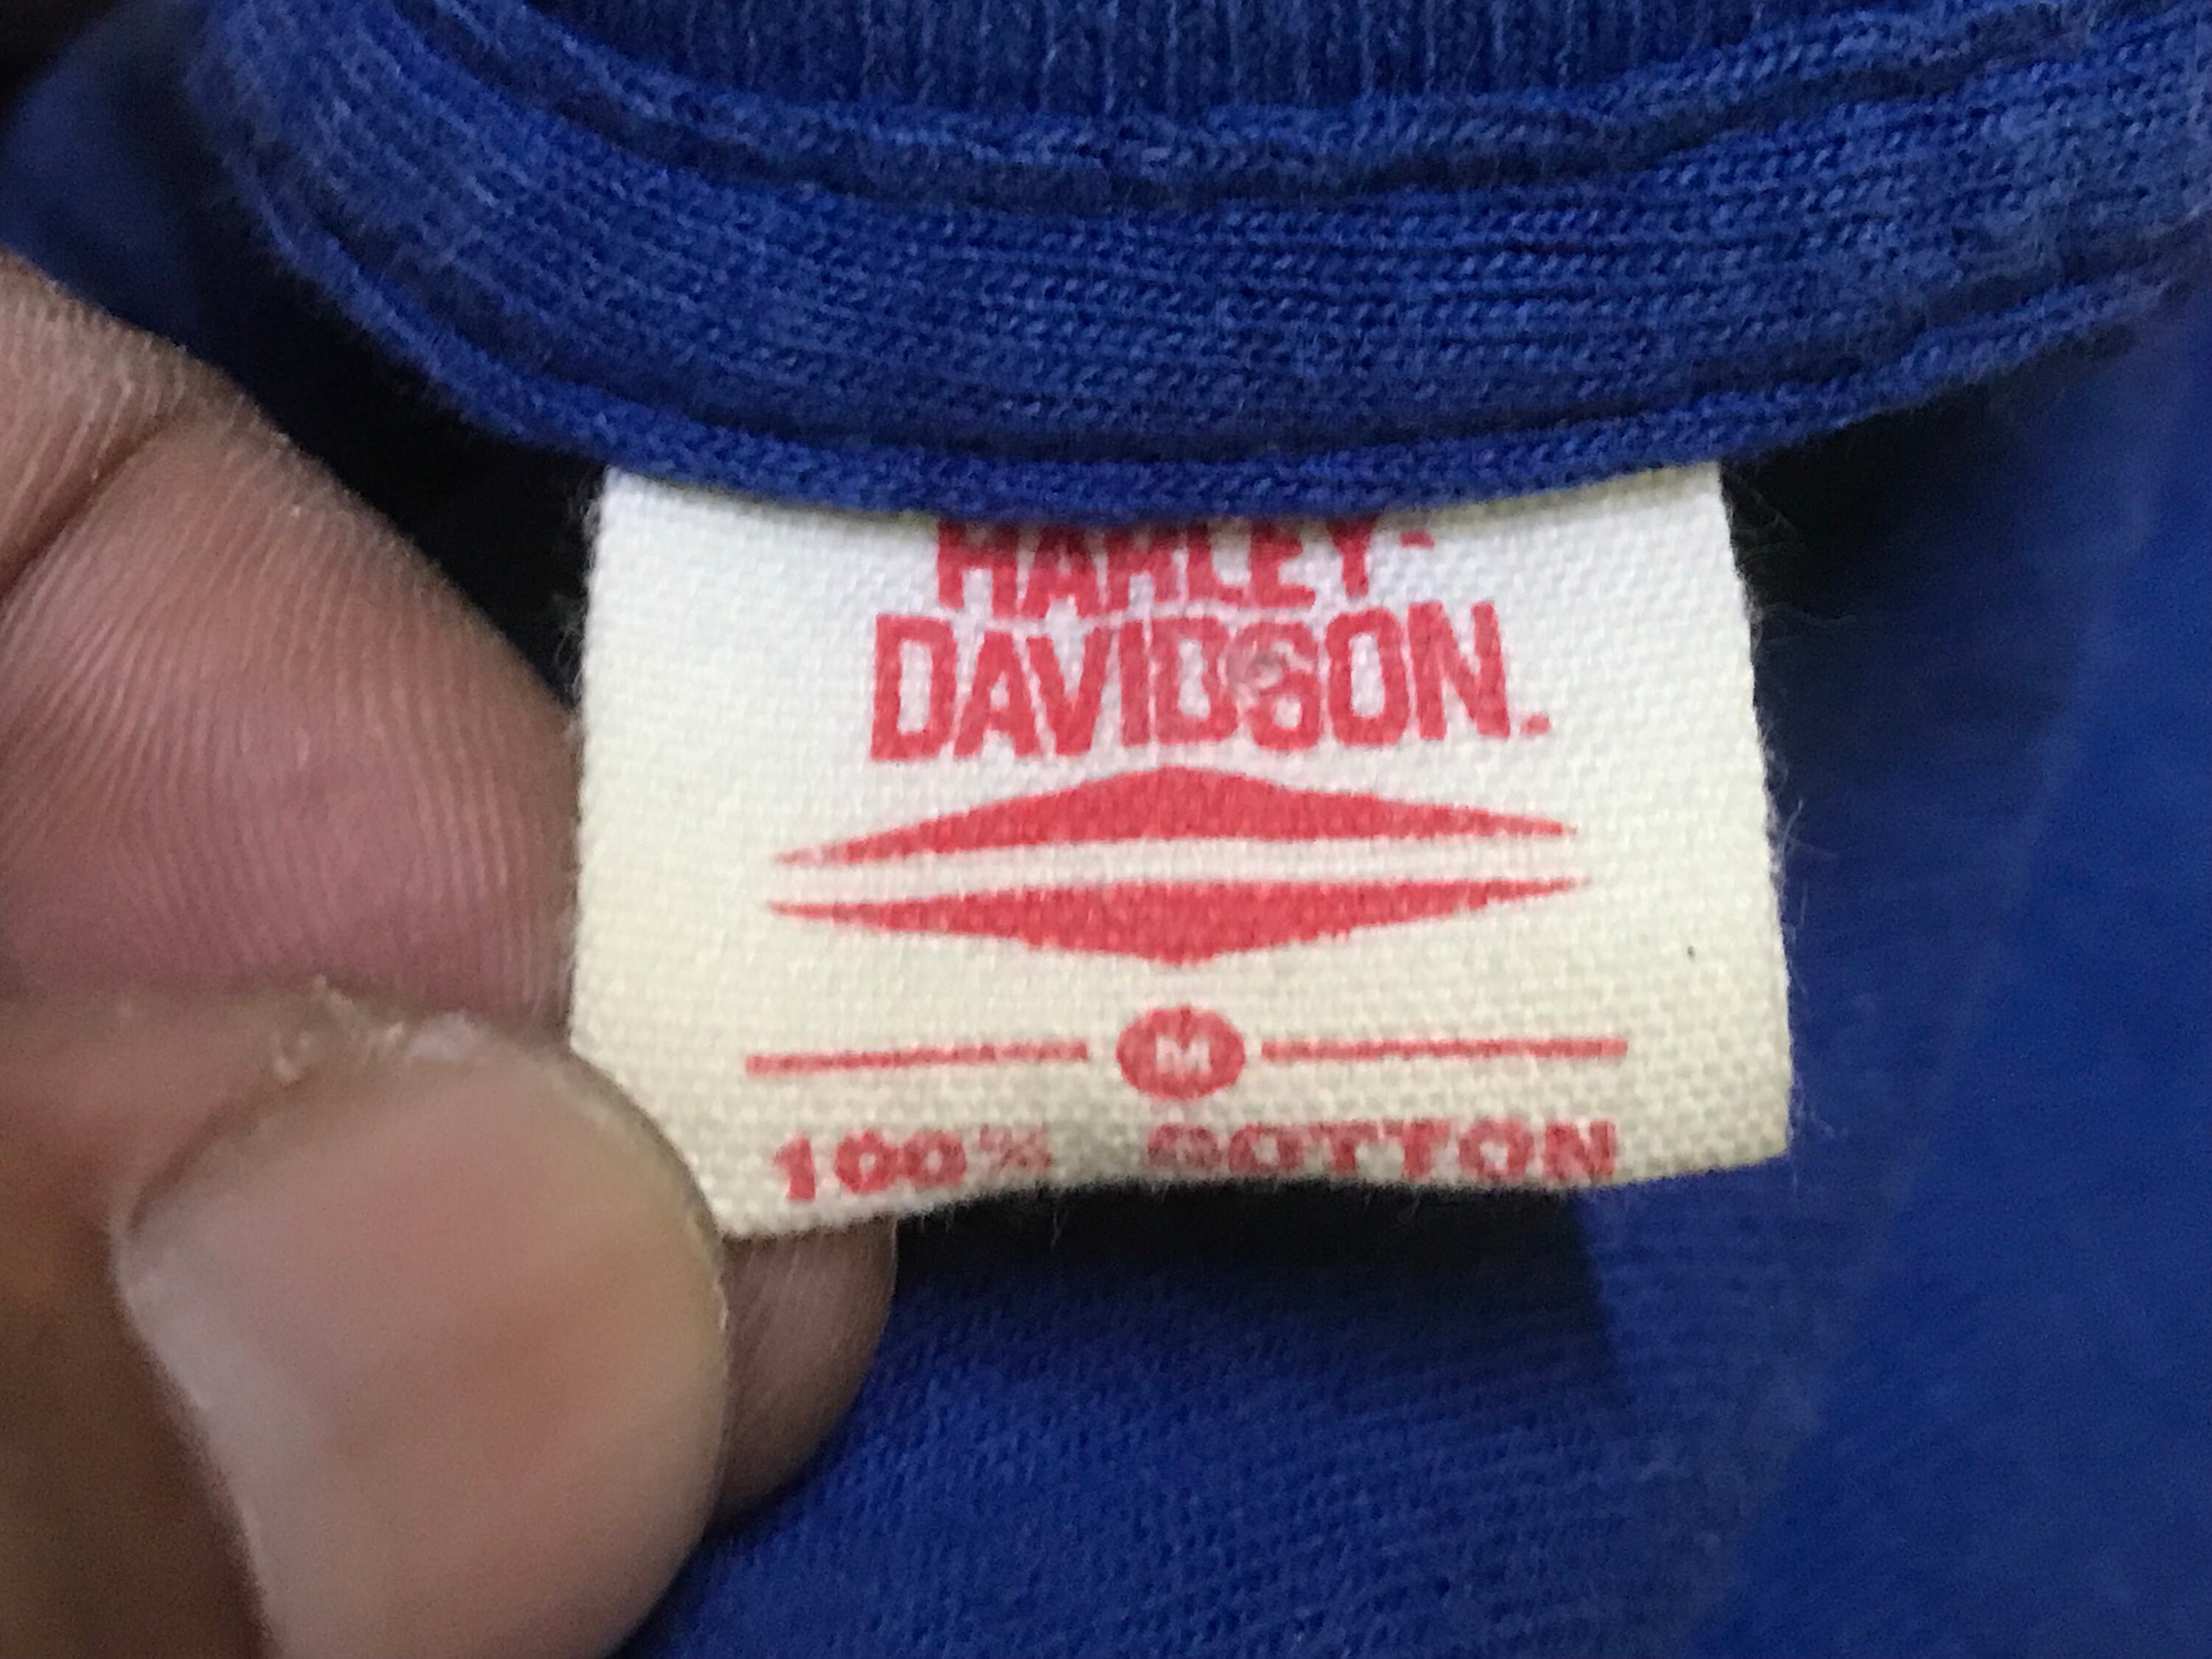 HARLEY-
DAVIDSON.
M
100% COTTON